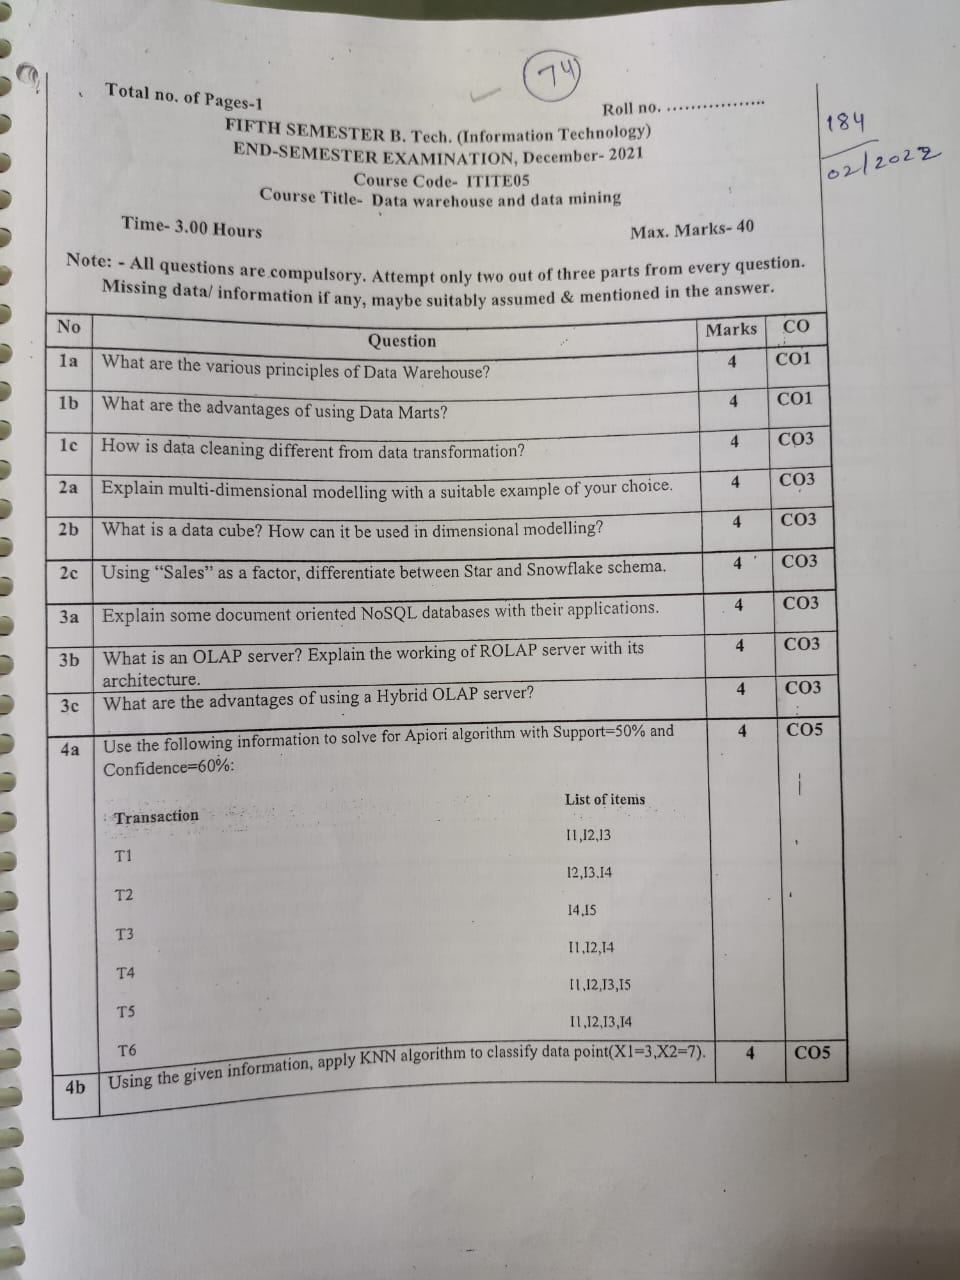 74
Total no. of Pages-1
Roll no. ..................
184
02/2022
FIFTH SEMESTER B. Tech. (Information Technology)
END-SEMESTER EXAMINATION, December- 2021
Course Code- ITITE05
Course Title- Data warehouse and data mining
Time- 3.00 Hours Max. Marks- 40
Note: - All questions are compulsory. Attempt only two out of three parts from every question.
Missing data/ information if any, maybe suitably assumed & mentioned in the answer.
No Question Marks CO
1a What are the various principles of Data Warehouse? 4 CO1
1b What are the advantages of using Data Marts? 4 CO1
1c How is data cleaning different from data transformation? 4 CO3
2a Explain multi-dimensional modelling with a suitable example of your choice. 4 CO3
2b What is a data cube? How can it be used in dimensional modelling? 4 CO3
2c Using “Sales” as a factor, differentiate between Star and Snowflake schema. 4 CO3
3a Explain some document oriented NoSQL databases with their applications. 4 CO3
3b What is an OLAP server? Explain the working of ROLAP server with its 4 CO3
architecture.
3c What are the advantages of using a Hybrid OLAP server? 4 CO3
4a Use the following information to solve for Apiori algorithm with Support=50% and 4 CO5
Confidence=60%:
Transaction List of items
T1 I1,I2,I3
T2 I2,I3,I4
T3 I4,I5
T4 I1,I2,I4
T5 I1,I2,I3,I5
T6 I1,I2,I3,I4
4b Using the given information, apply KNN algorithm to classify data point(X1=3,X2=7). 4 CO5